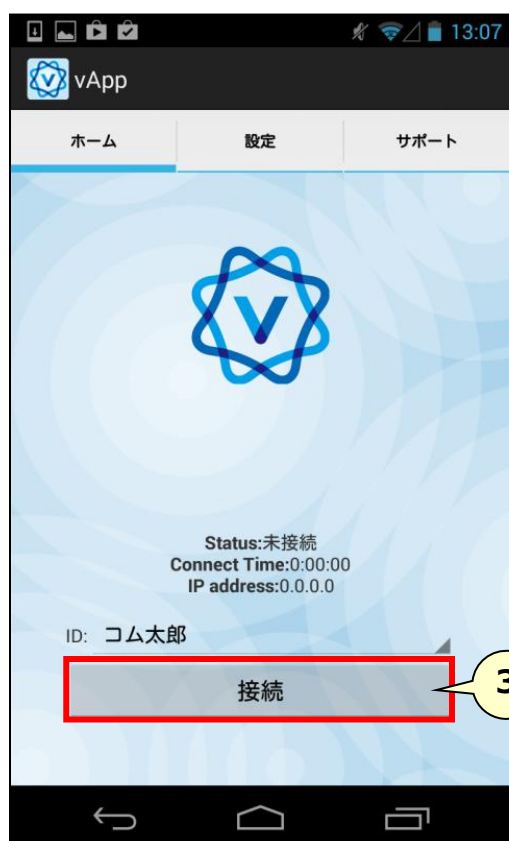 13:07
vApp
ホーム 設定 サポート
V
Status:未接続
Connect Time:0:00:00
IP address:0.0.0.0
ID: コム太郎
接続
3